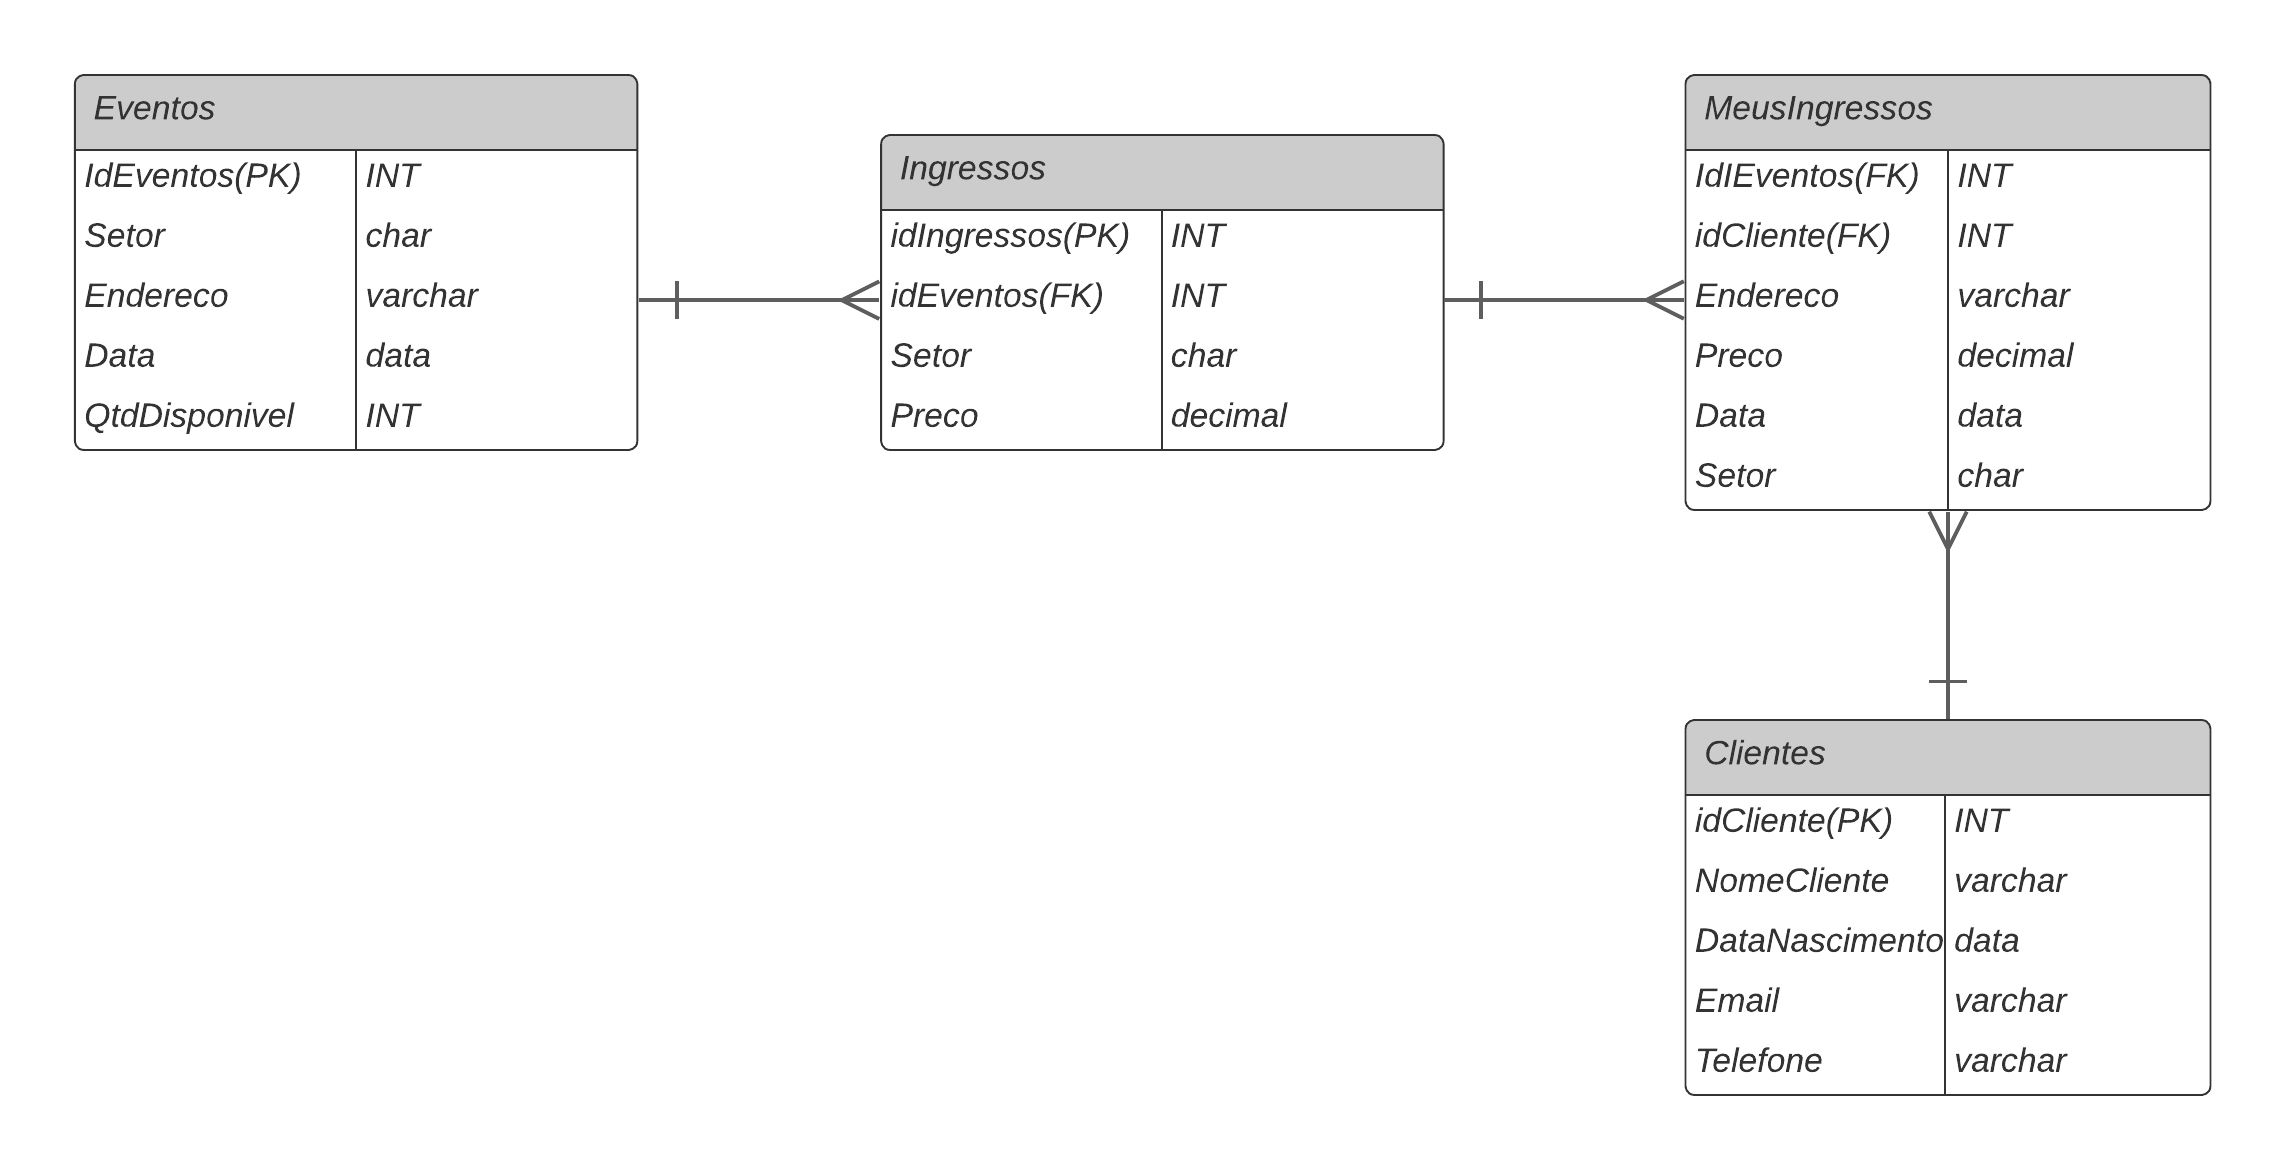 Eventos
IdEventos(PK) INT
Setor char
Endereco varchar
Data data
QtdDisponivel INT
Ingressos
idIngressos(PK) INT
idEventos(FK) INT
Setor char
Preco decimal
MeusIngressos
IdIEventos(FK) INT
idCliente(FK) INT
Endereco varchar
Preco decimal
Data data
Setor char
Clientes
idCliente(PK) INT
NomeCliente varchar
DataNascimento data
Email varchar
Telefone varchar